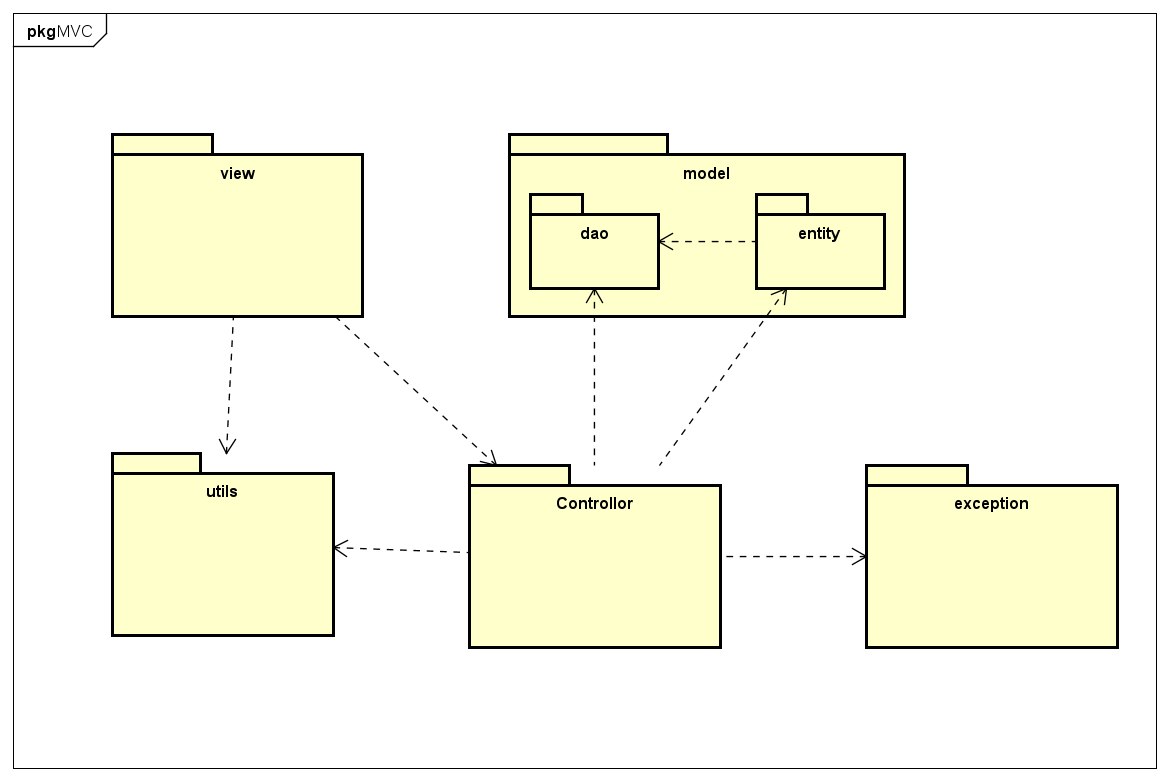 pkgMVC
view
model
dao
entity
utils
Controllor
exception